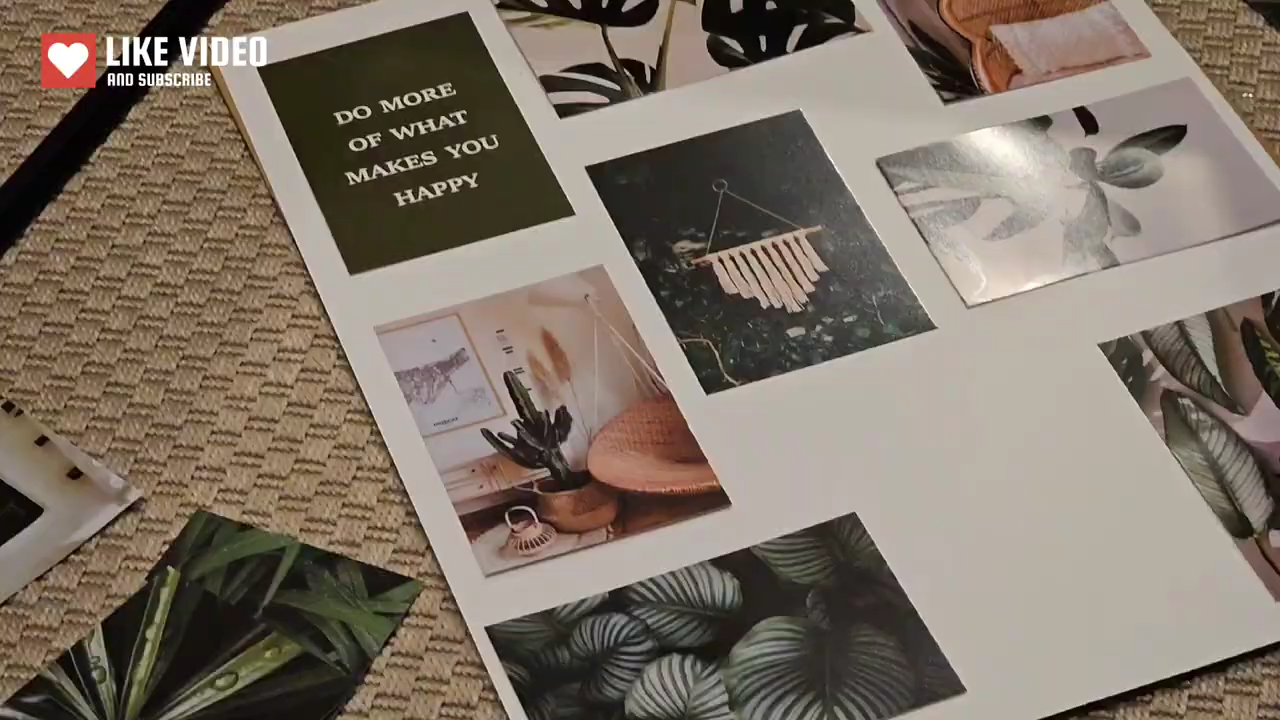 LIKE VIDEO
AND SUBSCRIBE
DO MORE
OF WHAT
MAKES YOU
HAPPY